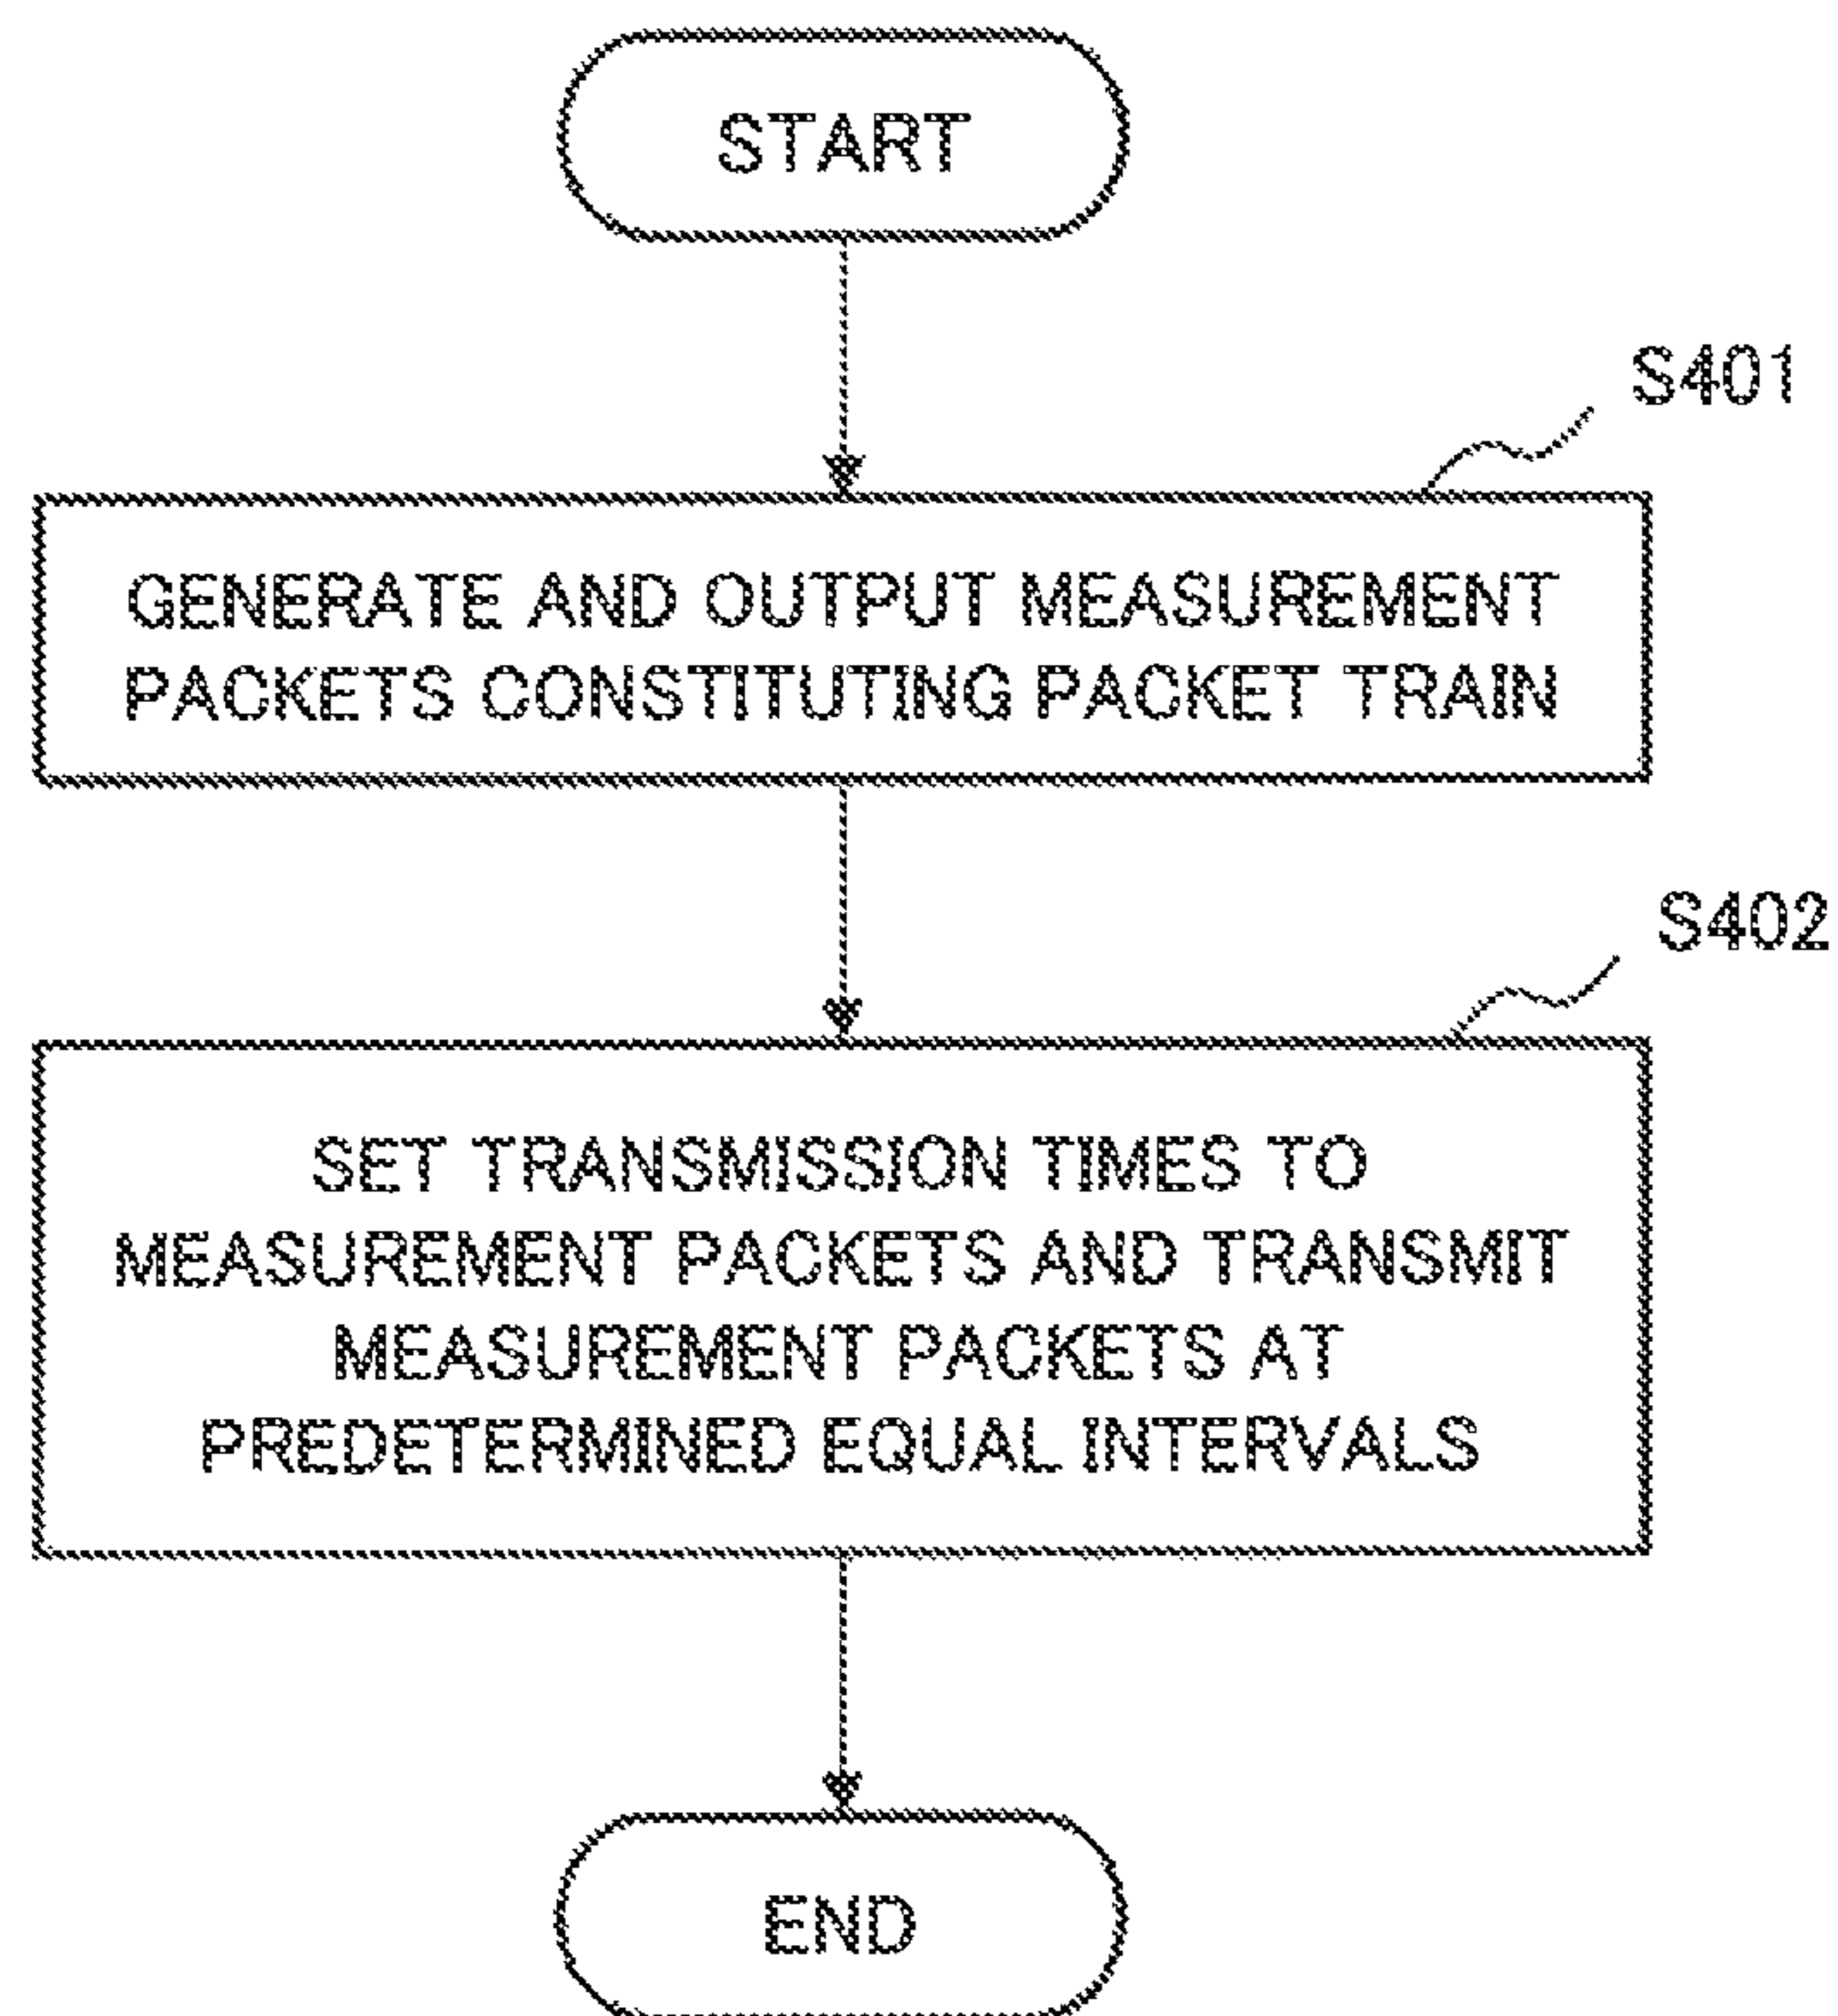 START
S401
GENERATE AND OUTPUT MEASUREMENT
PACKETS CONSTITUTING PACKET TRAIN
S402
SET TRANSMISSION TIMES TO
MEASUREMENT PACKETS AND TRANSMIT
MEASUREMENT PACKETS AT
PREDETERMINED EQUAL INTERVALS
END